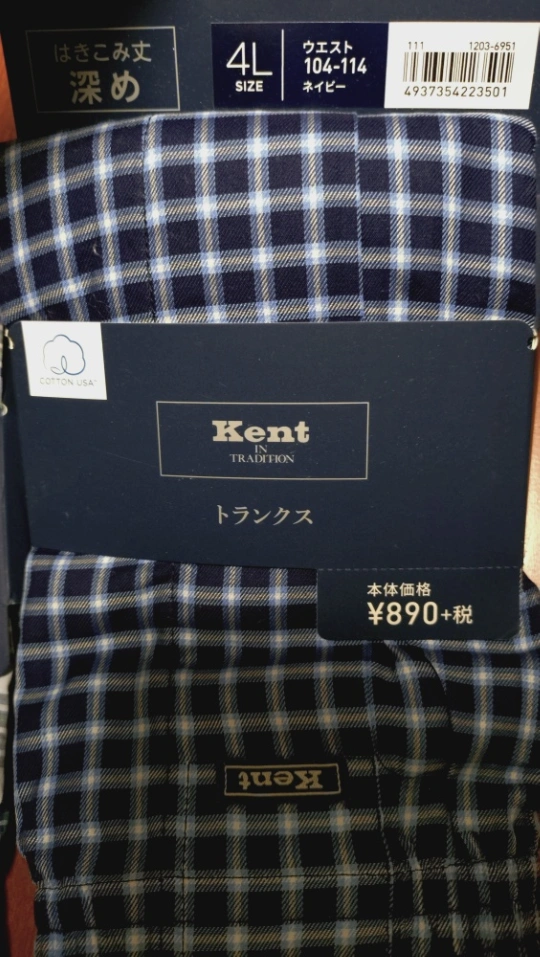 はきこみ丈
深め
4L
SIZE
ウエスト
104-114
ネイビー
111 1203-6951
4937354223501
COTTON USA
Kent
IN
TRADITION
トランクス
本体価格
¥890+税
Kent